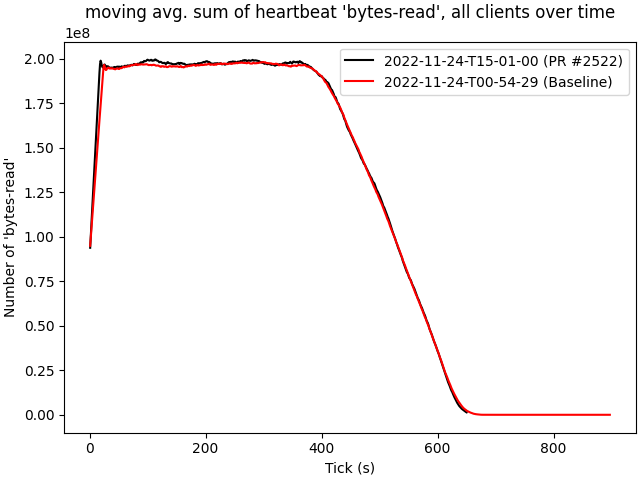 moving avg. sum of heartbeat 'bytes-read', all clients over time
1e8
2022-11-24-T15-01-00 (PR #2522)
2022-11-24-T00-54-29 (Baseline)
Number of 'bytes-read'
2.00
1.75
1.50
1.25
1.00
0.75
0.50
0.25
0.00
0 200 400 600 800
Tick (s)